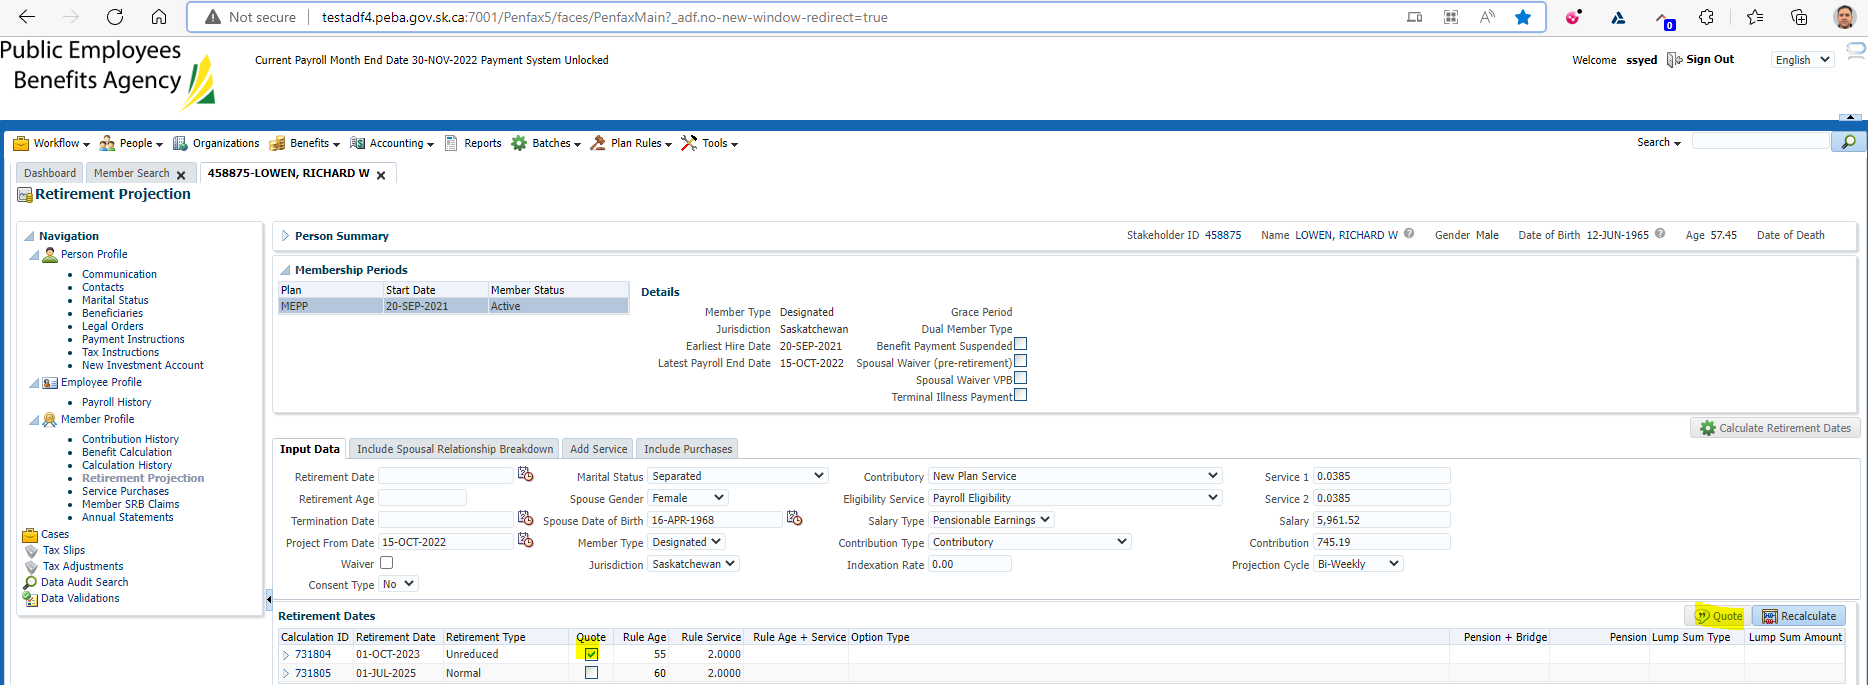 Not secure testadf4.peba.gov.sk.ca:7001/Penfax5/faces/PenfaxMain?_adf.no-new-window-redirect=true
Public Employees
Benefits Agency
Current Payroll Month End Date 30-NOV-2022 Payment System Unlocked
Welcome ssyed Sign Out English
Workflow People Organizations Benefits Accounting Reports Batches Plan Rules Tools Search
Dashboard Member Search 458875-LOWEN, RICHARD W
Retirement Projection
Navigation
Person Profile
Communication
Contacts
Marital Status
Beneficiaries
Legal Orders
Payment Instructions
Tax Instructions
New Investment Account
Employee Profile
Payroll History
Member Profile
Contribution History
Benefit Calculation
Calculation History
Retirement Projection
Service Purchases
Member SRB Claims
Annual Statements
Cases
Tax Slips
Tax Adjustments
Data Audit Search
Data Validations
Person Summary Stakeholder ID 458875 Name LOWEN, RICHARD W Gender Male Date of Birth 12-JUN-1965 Age 57.45 Date of Death
Membership Periods
Plan Start Date Member Status
MEPP 20-SEP-2021 Active
Details
Member Type Designated Grace Period
Jurisdiction Saskatchewan Dual Member Type
Earliest Hire Date 20-SEP-2021 Benefit Payment Suspended
Latest Payroll End Date 15-OCT-2022 Spousal Waiver (pre-retirement)
Spousal Waiver VPB
Terminal Illness Payment
Calculate Retirement Dates
Input Data Include Spousal Relationship Breakdown Add Service Include Purchases
Retirement Date Marital Status Separated Contributory New Plan Service Service 1 0.0385
Retirement Age Spouse Gender Female Eligibility Service Payroll Eligibility Service 2 0.0385
Termination Date Spouse Date of Birth 16-APR-1968 Salary Type Pensionable Earnings Salary 5,961.52
Project From Date 15-OCT-2022 Member Type Designated Contribution Type Contributory Contribution 745.19
Waiver Jurisdiction Saskatchewan Indexation Rate 0.00 Projection Cycle Bi-Weekly
Consent Type No
Retirement Dates Quote Recalculate
Calculation ID Retirement Date Retirement Type Quote Rule Age Rule Service Rule Age + Service Option Type Pension + Bridge Pension Lump Sum Type Lump Sum Amount
731804 01-OCT-2023 Unreduced 55 2.0000
731805 01-JUL-2025 Normal 60 2.0000